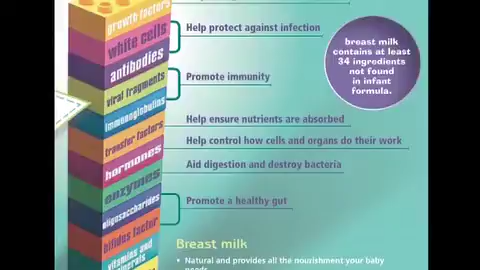 growth factors
white cells
antibodies
viral fragments
immunoglobulins
transfer factors
hormones
enzymes
oligosaccharides
bifides factor
vitamins and
minerals
Help protect against infection
Promote immunity
Help ensure nutrients are absorbed
Help control how cells and organs do their work
Aid digestion and destroy bacteria
Promote a healthy gut
breast milk
contains at least
34 ingredients
not found
in infant
formula.
Breast milk
• Natural and provides all the nourishment your baby
needs